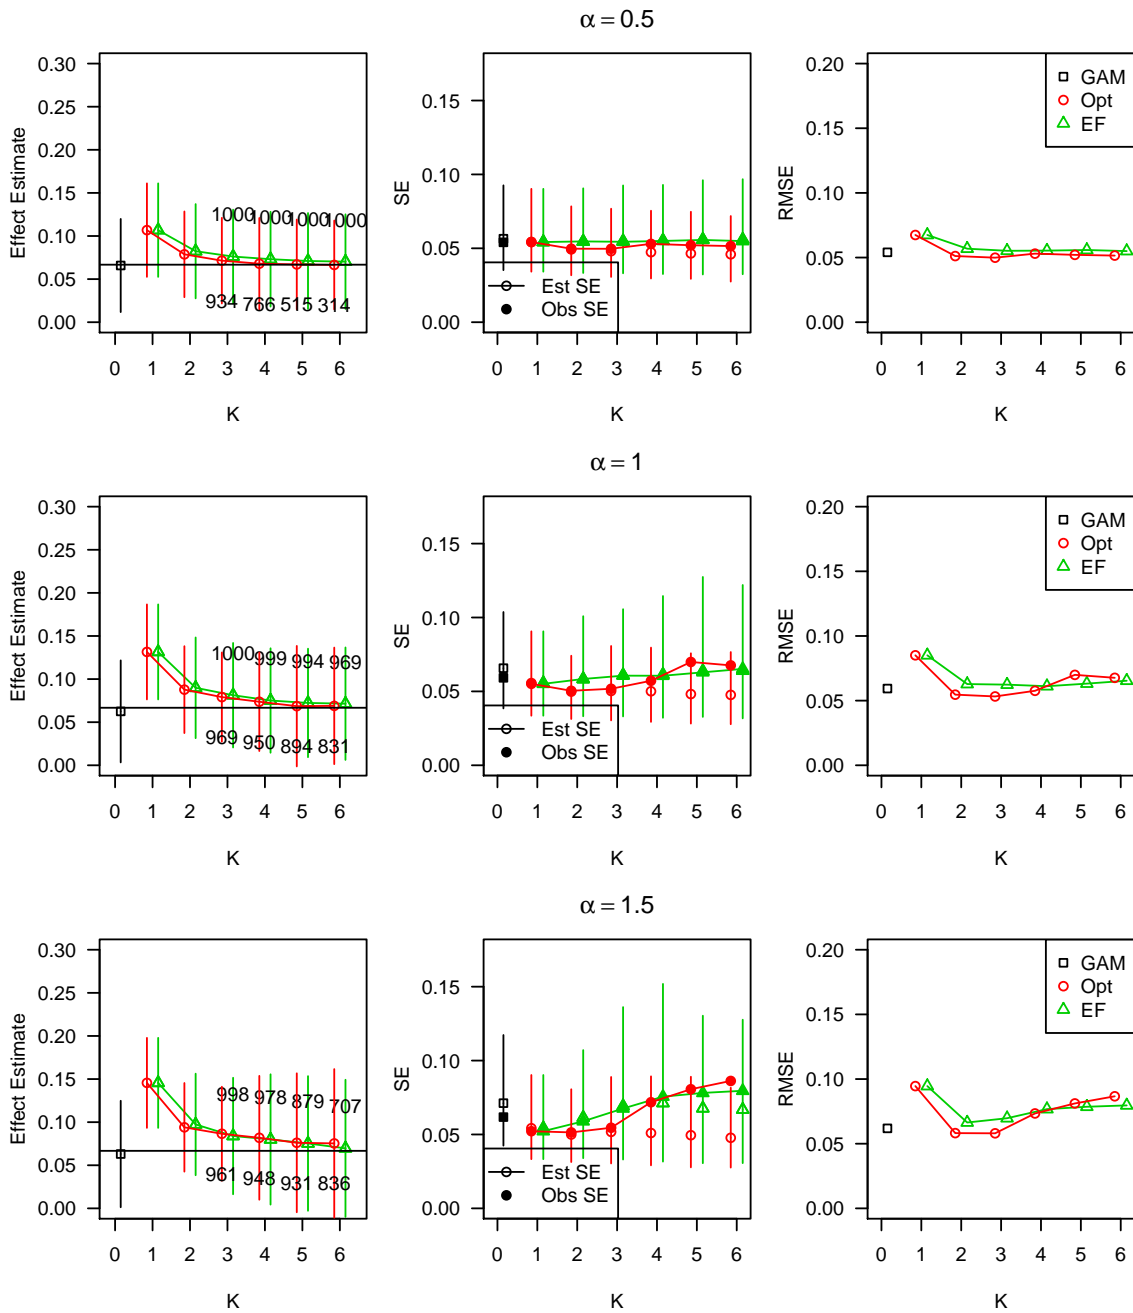 α = 0.5
Effect Estimate
0.30
0.25
0.20
0.15
0.10
0.05
0.00
1000 1000 1000 1000
934 766 515 314
0 1 2 3 4 5 6
K
SE
0.15
0.10
0.05
0.00
Est SE
Obs SE
0 1 2 3 4 5 6
K
RMSE
0.20
0.15
0.10
0.05
0.00
GAM
Opt
EF
0 1 2 3 4 5 6
K
α = 1
Effect Estimate
0.30
0.25
0.20
0.15
0.10
0.05
0.00
1000 999 994 969
969 950 894 831
0 1 2 3 4 5 6
K
SE
0.15
0.10
0.05
0.00
Est SE
Obs SE
0 1 2 3 4 5 6
K
RMSE
0.20
0.15
0.10
0.05
0.00
GAM
Opt
EF
0 1 2 3 4 5 6
K
α = 1.5
Effect Estimate
0.30
0.25
0.20
0.15
0.10
0.05
0.00
998 978 879 707
961 948 931 836
0 1 2 3 4 5 6
K
SE
0.15
0.10
0.05
0.00
Est SE
Obs SE
0 1 2 3 4 5 6
K
RMSE
0.20
0.15
0.10
0.05
0.00
GAM
Opt
EF
0 1 2 3 4 5 6
K